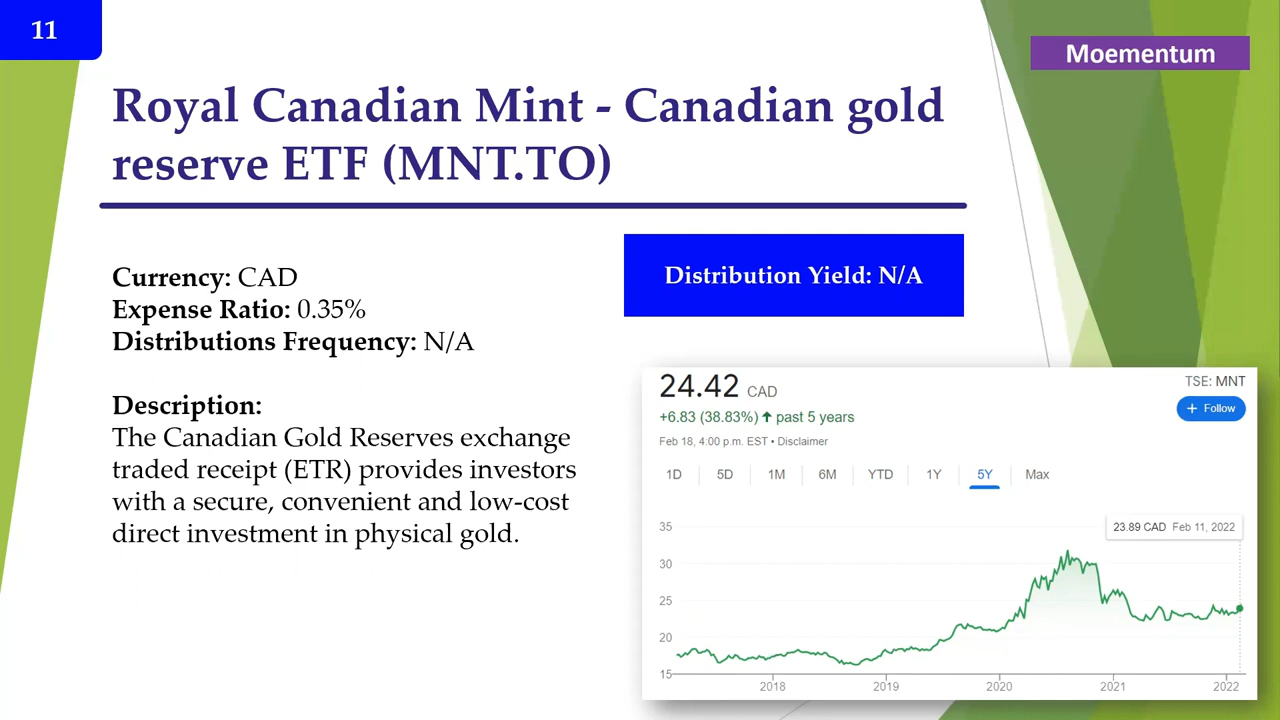 11
Moementum
Royal Canadian Mint - Canadian gold
reserve ETF (MNT.TO)
Currency: CAD
Expense Ratio: 0.35%
Distributions Frequency: N/A
Distribution Yield: N/A
Description:
The Canadian Gold Reserves exchange
traded receipt (ETR) provides investors
with a secure, convenient and low-cost
direct investment in physical gold.
24.42 CAD
TSE: MNT
+6.83 (38.83%) ↑ past 5 years
+ Follow
Feb 18, 4:00 p.m. EST • Disclaimer
1D 5D 1M 6M YTD 1Y 5Y Max
23.89 CAD Feb 11, 2022
35
30
25
20
15
2018 2019 2020 2021 2022